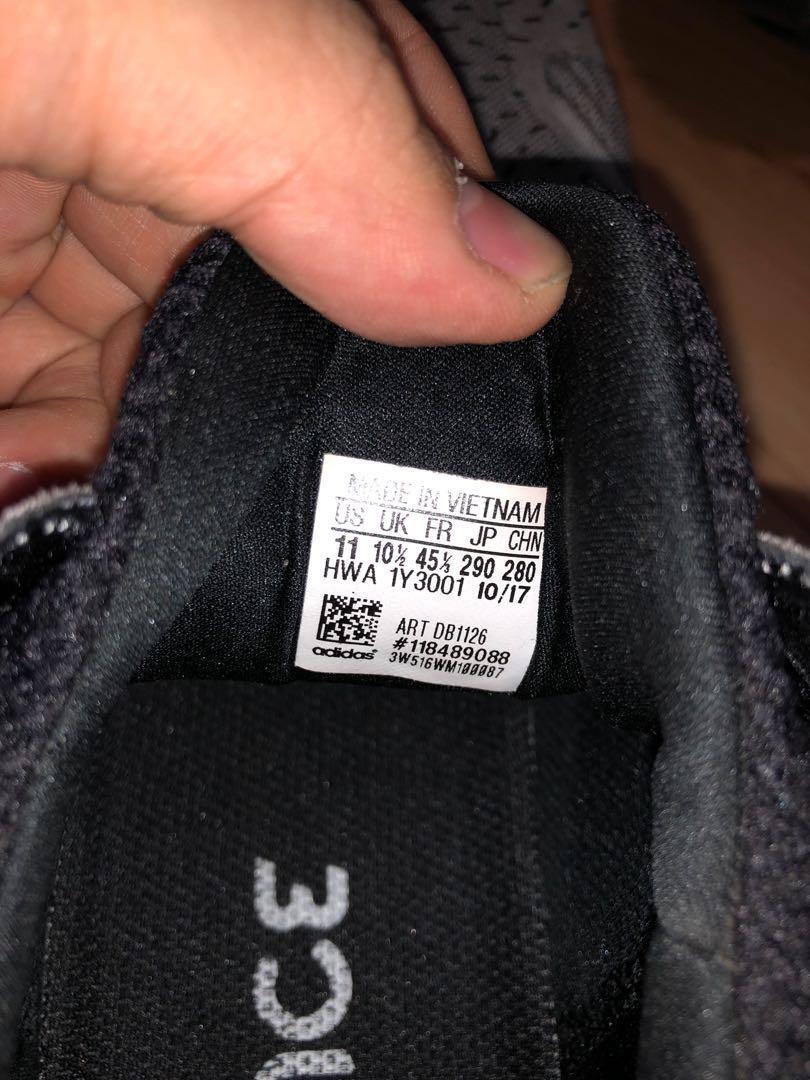 MADE IN VIETNAM
US UK FR JP CHN
11 10½ 45⅓ 290 280
HWA 1Y3001 10/17
ART DB1126
#118489088
adidas 3W516WM100087